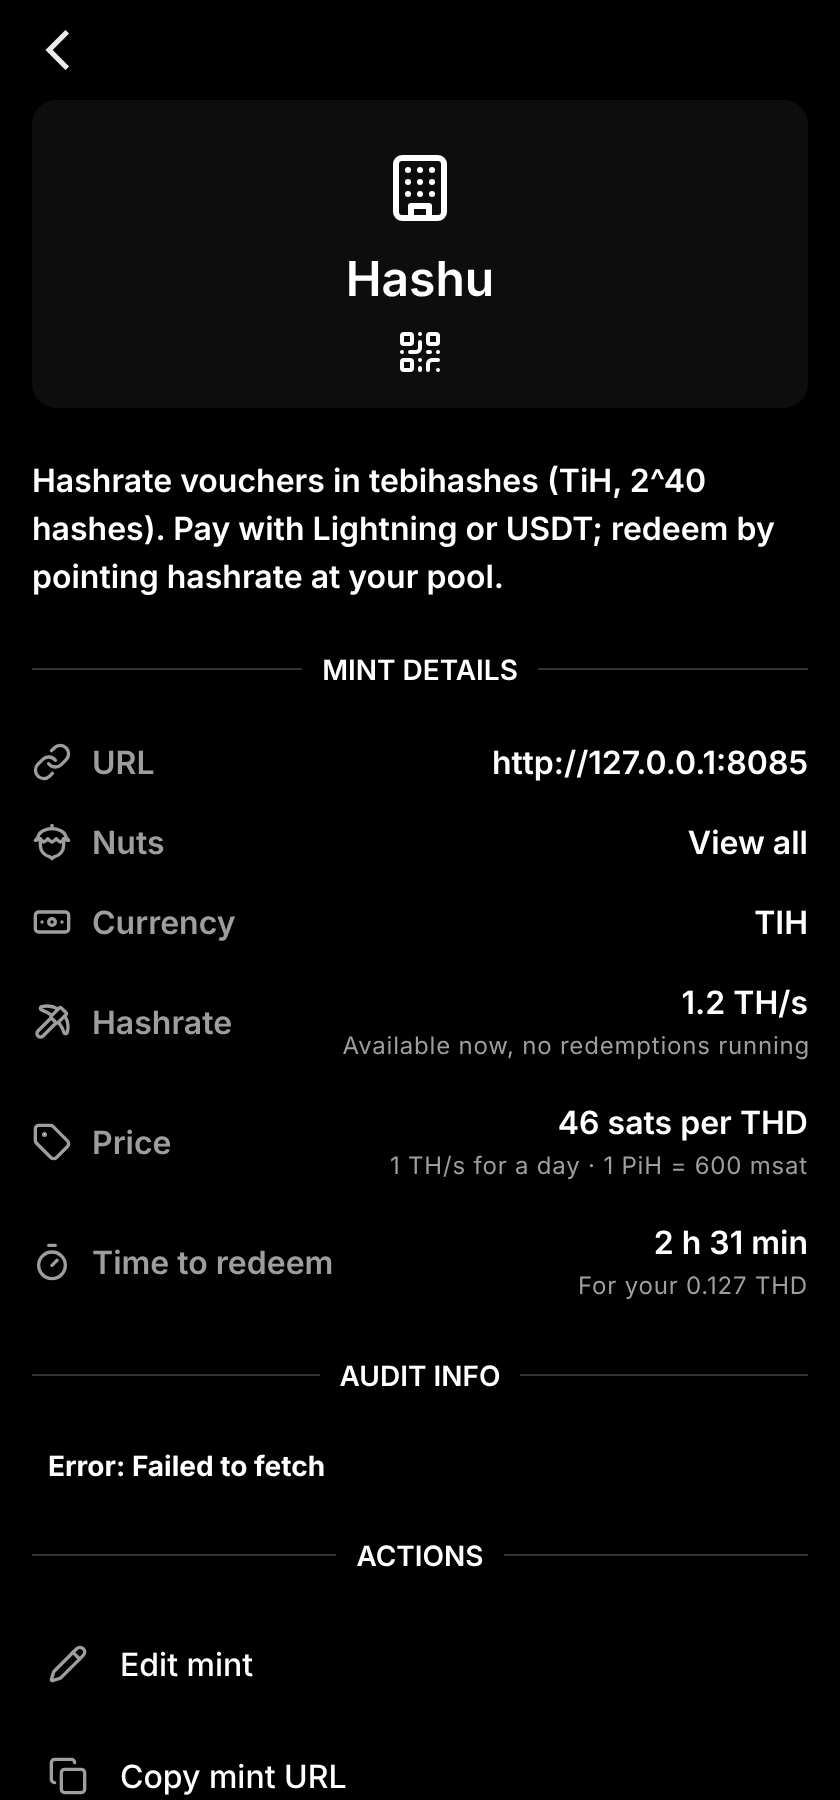 Hashu
Hashrate vouchers in tebihashes (TiH, 2^40
hashes). Pay with Lightning or USDT; redeem by
pointing hashrate at your pool.
MINT DETAILS
URL http://127.0.0.1:8085
Nuts View all
Currency TIH
Hashrate 1.2 TH/s
Available now, no redemptions running
Price 46 sats per THD
1 TH/s for a day · 1 PiH = 600 msat
Time to redeem 2 h 31 min
For your 0.127 THD
AUDIT INFO
Error: Failed to fetch
ACTIONS
Edit mint
Copy mint URL